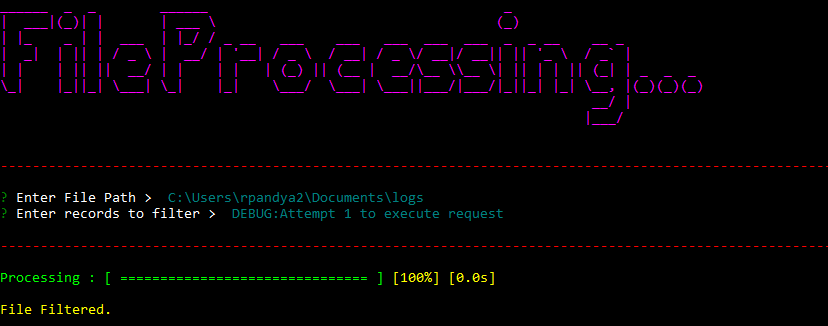 FileProcessing...
? Enter File Path >  C:\Users\rpandya2\Documents\logs
? Enter records to filter >  DEBUG:Attempt 1 to execute request
Processing : [ =============================== ] [100%] [0.0s]
File Filtered.